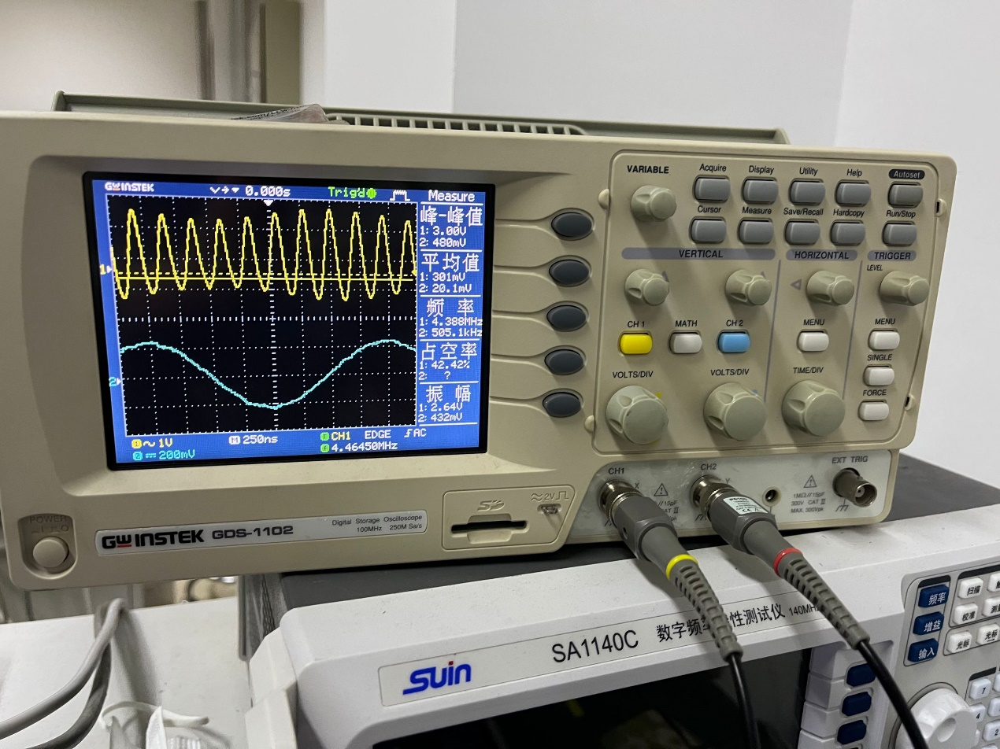 GW INSTEK
0.000s
Trig'd
Measure
峰-峰值
1: 3.00V
2: 480mV
平均值
1: 301mV
2: 20.1mV
频率
1: 4.388MHz
2: 505.1kHz
占空率
1: 42.42%
2: ?
振幅
1: 2.64V
2: 432mV
1
2
1 ~ 1V
2 200mV
M 250ns
CH1 EDGE AC
4.46450MHz
VARIABLE
Acquire
Display
Utility
Help
Autoset
Cursor
Measure
Save/Recall
Hardcopy
Run/Stop
VERTICAL
HORIZONTAL
TRIGGER
LEVEL
CH 1
MATH
CH 2
MENU
MENU
SINGLE
VOLTS/DIV
VOLTS/DIV
TIME/DIV
FORCE
POWER
GW INSTEK GDS-1102
Digital Storage Oscilloscope
100MHz 250M Sa/s
SD
≈2V
CH1
X
CH2
Y
EXT TRIG
1MΩ//15pF
300V CAT II
MAX. 300Vpk
SUIN
SA1140C
数字频
性测试仪
140MH
频率
增益
输入
扫描
校准
光标
光标
7
4